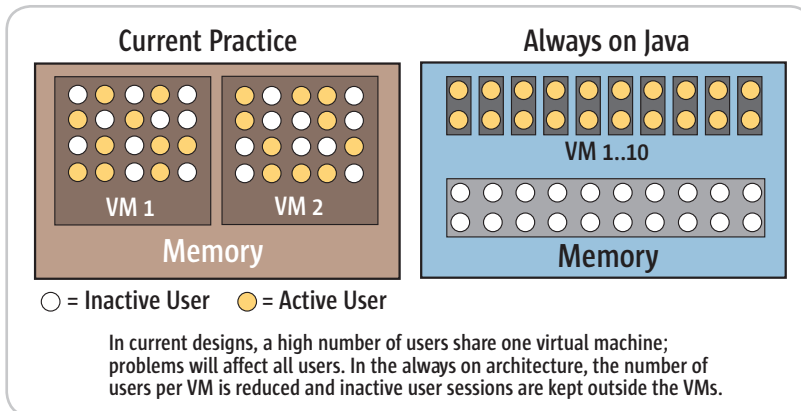 Current Practice
Always on Java
VM 1
VM 2
Memory
VM 1..10
Memory
= Inactive User
= Active User
In current designs, a high number of users share one virtual machine;
problems will affect all users. In the always on architecture, the number of
users per VM is reduced and inactive user sessions are kept outside the VMs.